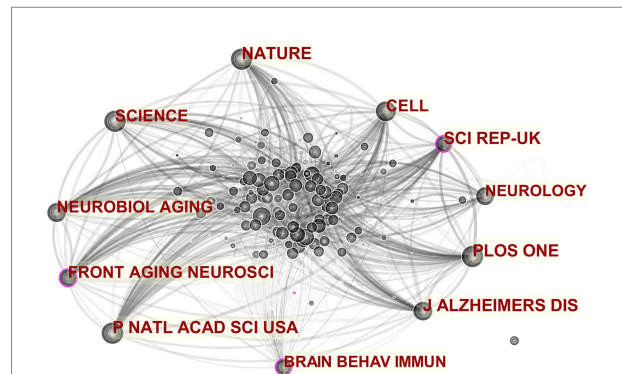 NATURE
CELL
SCIENCE
SCI REP-UK
NEUROLOGY
NEUROBIOL AGING
PLOS ONE
FRONT AGING NEUROSCI
J ALZHEIMERS DIS
P NATL ACAD SCI USA
BRAIN BEHAV IMMUN